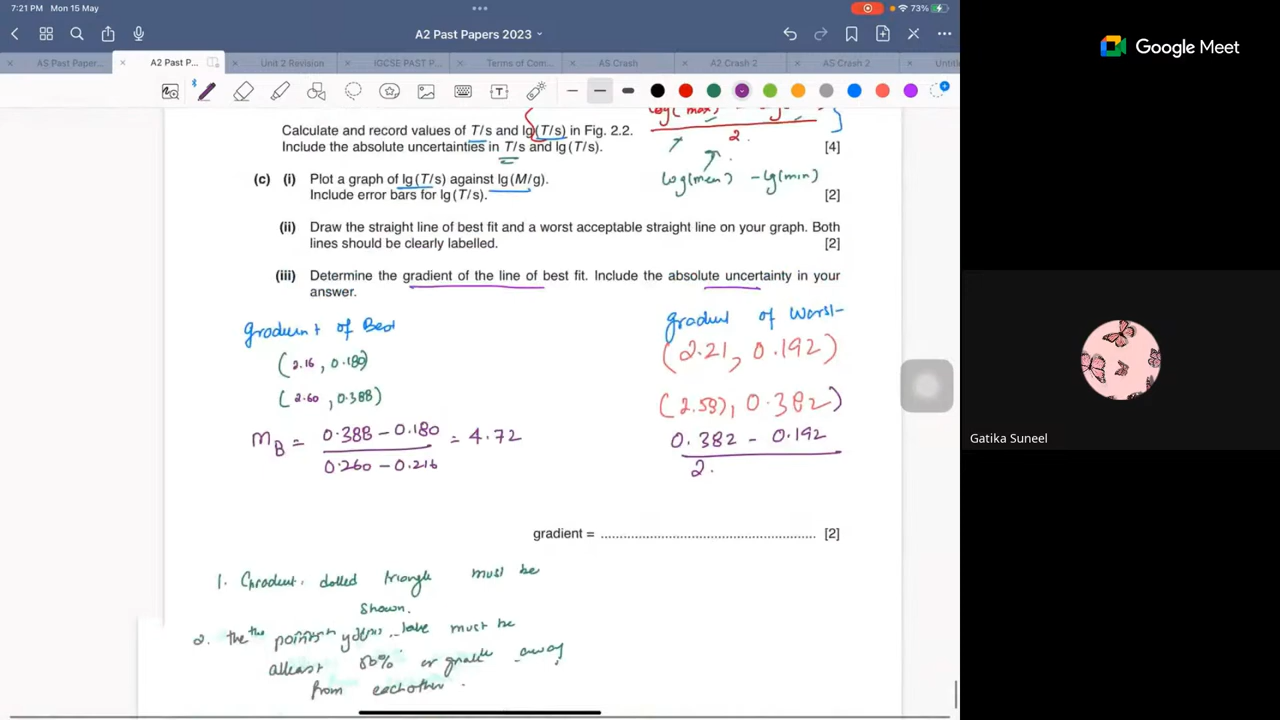 7:21 PM Mon 15 May
73%
A2 Past Papers 2023
AS Past Paper...
A2 Past P...
Unit 2 Revision
IGCSE PAST P...
Terms of Com...
AS Crash
A2 Crash 2
AS Crash 2
Google Meet
Calculate and record values of T/s and lg(T/s) in Fig. 2.2.
Include the absolute uncertainties in T/s and lg(T/s).
[4]
2
log(mean) - lg(min)
(c) (i) Plot a graph of lg(T/s) against lg(M/g).
Include error bars for lg(T/s).
[2]
(ii) Draw the straight line of best fit and a worst acceptable straight line on your graph. Both
lines should be clearly labelled.
[2]
(iii) Determine the gradient of the line of best fit. Include the absolute uncertainty in your
answer.
gradient of Best
(2.16, 0.180)
(2.60, 0.388)
mB = 0.388 - 0.180 = 4.72
0.260 - 0.216
gradient of Worst
(2.21, 0.192)
(2.59), 0.382)
0.382 - 0.192
2.
gradient = ....................................................... [2]
1. Gradient. dotted triangle must be
shown.
2. the points must be
atleast or away
from eachother.
Gatika Suneel